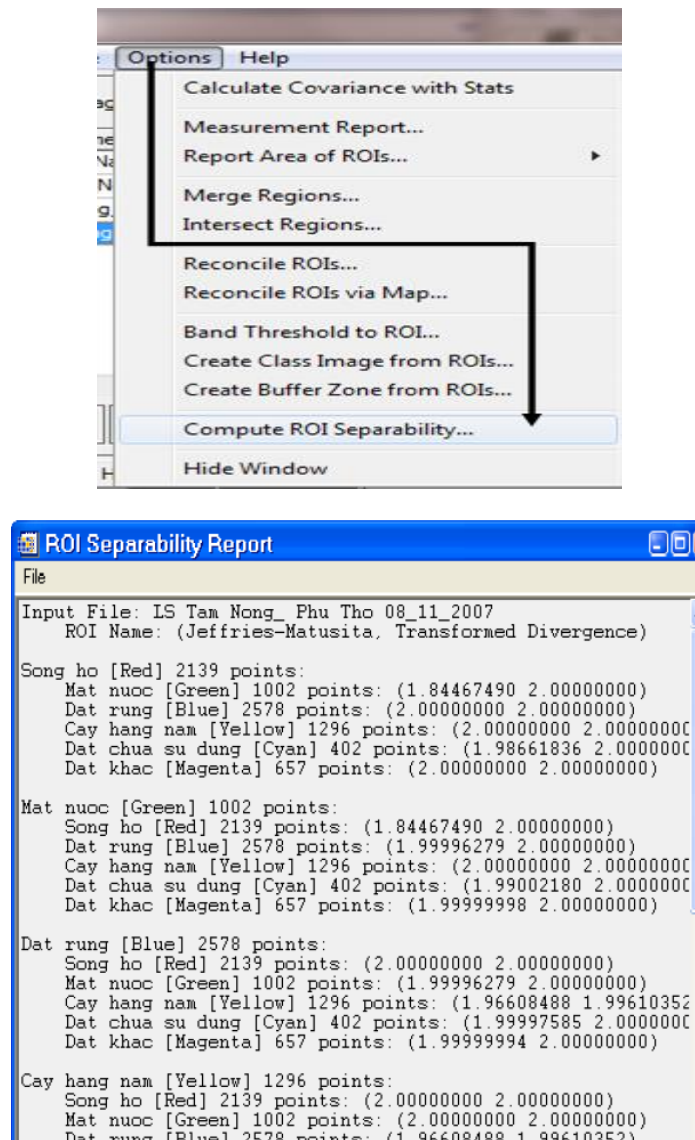 Options Help
Calculate Covariance with Stats
Measurement Report...
Report Area of ROIs...
Merge Regions...
Intersect Regions...
Reconcile ROIs...
Reconcile ROIs via Map...
Band Threshold to ROI...
Create Class Image from ROIs...
Create Buffer Zone from ROIs...
Compute ROI Separability...
H Hide Window
ROI Separability Report
File
Input File: LS Tam Nong_ Phu Tho 08_11_2007
ROI Name: (Jeffries-Matusita, Transformed Divergence)
Song ho [Red] 2139 points:
Mat nuoc [Green] 1002 points: (1.84467490 2.00000000)
Dat rung [Blue] 2578 points: (2.00000000 2.00000000)
Cay hang nam [Yellow] 1296 points: (2.00000000 2.0000000
Dat chua su dung [Cyan] 402 points: (1.98661836 2.000000
Dat khac [Magenta] 657 points: (2.00000000 2.00000000)
Mat nuoc [Green] 1002 points:
Song ho [Red] 2139 points: (1.84467490 2.00000000)
Dat rung [Blue] 2578 points: (1.99996279 2.00000000)
Cay hang nam [Yellow] 1296 points: (2.00000000 2.0000000
Dat chua su dung [Cyan] 402 points: (1.99002180 2.000000
Dat khac [Magenta] 657 points: (1.99999998 2.00000000)
Dat rung [Blue] 2578 points:
Song ho [Red] 2139 points: (2.00000000 2.00000000)
Mat nuoc [Green] 1002 points: (1.99996279 2.00000000)
Cay hang nam [Yellow] 1296 points: (1.96608488 1.99610352
Dat chua su dung [Cyan] 402 points: (1.99997585 2.000000
Dat khac [Magenta] 657 points: (1.99999994 2.00000000)
Cay hang nam [Yellow] 1296 points:
Song ho [Red] 2139 points: (2.00000000 2.00000000)
Mat nuoc [Green] 1002 points: (2.00000000 2.00000000)
Dat rung [Blue] 2578 points: (1.96608488 1.99610352)